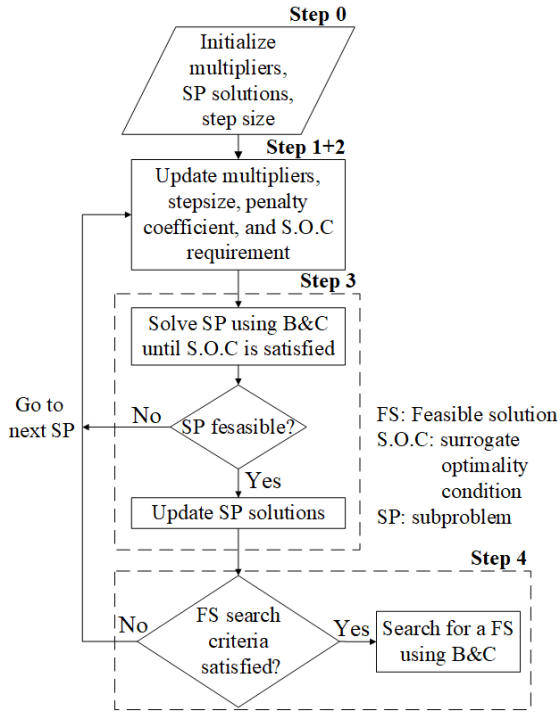 Step 0
Initialize
multipliers,
SP solutions,
step size
Step 1+2
Update multipliers,
stepsize, penalty
coefficient, and S.O.C
requirement
Step 3
Solve SP using B&C
until S.O.C is satisfied
Go to
next SP
No
SP fesasible?
Yes
Update SP solutions
FS: Feasible solution
S.O.C: surrogate
optimality
condition
SP: subproblem
Step 4
No
FS search
criteria
satisfied?
Yes
Search for a FS
using B&C